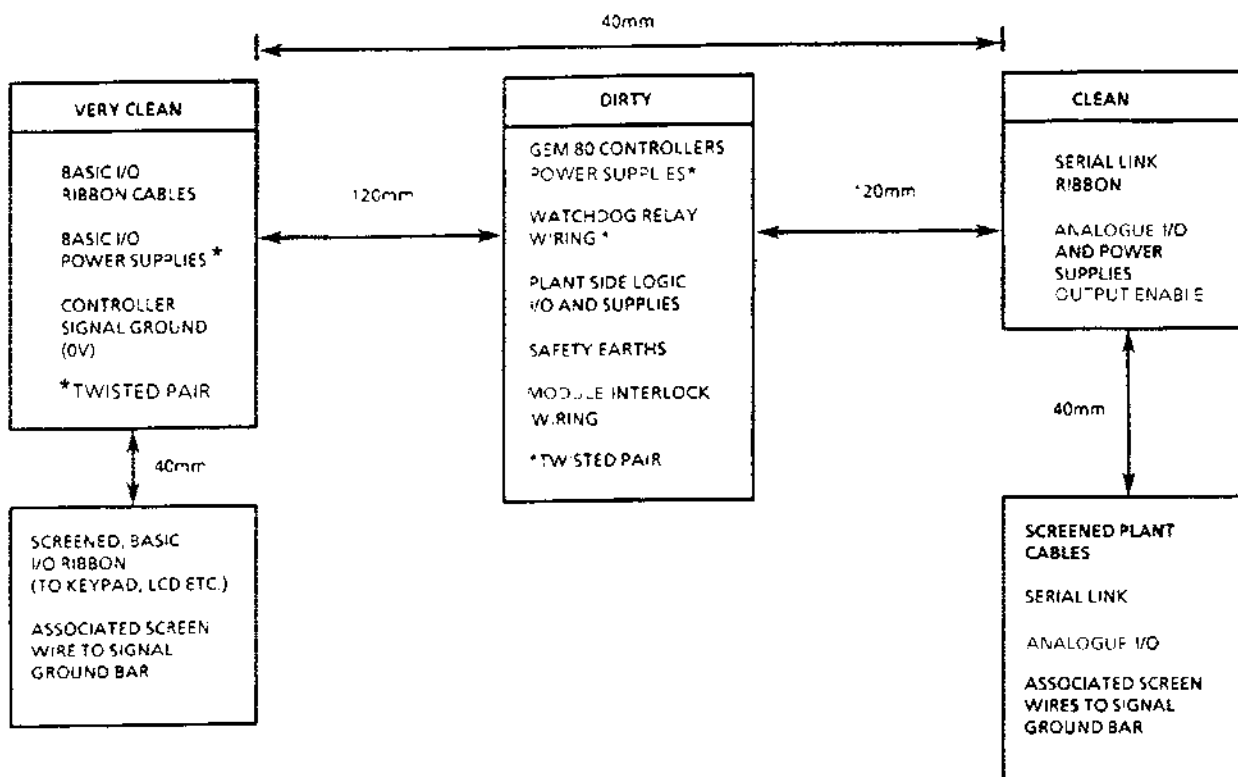 40mm
VERY CLEAN
BASIC I/O
RIBBON CABLES
BASIC I/O
POWER SUPPLIES *
CONTROLLER
SIGNAL GROUND
(0V)
*TWISTED PAIR
120mm
DIRTY
GEM 80 CONTROLLERS
POWER SUPPLIES*
WATCHDOG RELAY
WIRING *
PLANT SIDE LOGIC
I/O AND SUPPLIES
SAFETY EARTHS
MODULE INTERLOCK
WIRING
*TWISTED PAIR
120mm
CLEAN
SERIAL LINK
RIBBON
ANALOGUE I/O
AND POWER
SUPPLIES
OUTPUT ENABLE
40mm
SCREENED, BASIC
I/O RIBBON
(TO KEYPAD, LCD ETC.)
ASSOCIATED SCREEN
WIRE TO SIGNAL
GROUND BAR
40mm
SCREENED PLANT
CABLES
SERIAL LINK
ANALOGUE I/O
ASSOCIATED SCREEN
WIRES TO SIGNAL
GROUND BAR